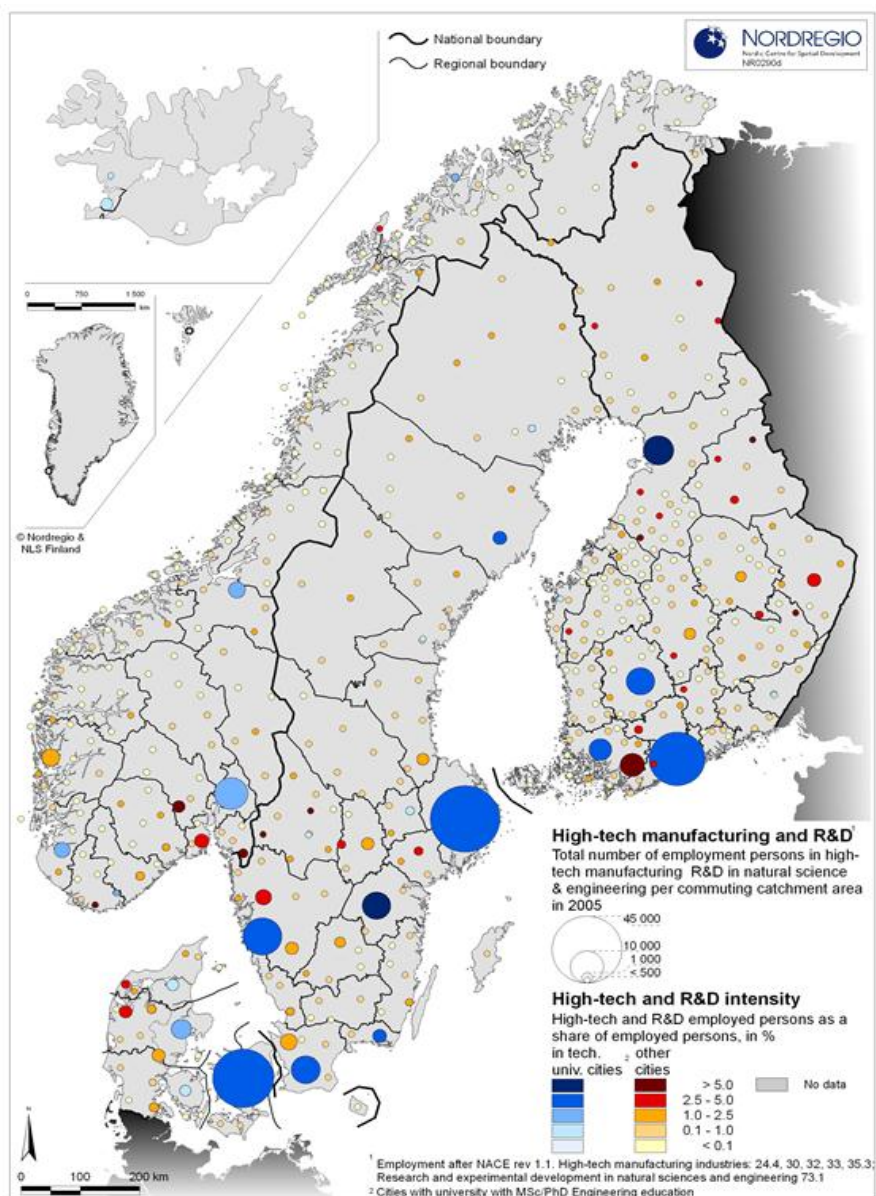 National boundary
Regional boundary
NORDREGIO
Nordic Centre for Spatial Development
NR0290d
0 750 1 500
km
© Nordregio &
NLS Finland
High-tech manufacturing and R&D¹
Total number of employment persons in high-
tech manufacturing R&D in natural science
& engineering per commuting catchment area
in 2005
45 000
10 000
1 000
< 500
High-tech and R&D intensity
High-tech and R&D employed persons as a
share of employed persons, in %
in tech. ² other
univ. cities cities
> 5.0
2.5 - 5.0
1.0 - 2.5
0.1 - 1.0
< 0.1
No data
N
0 100 200 km
¹ Employment after NACE rev 1.1. High-tech manufacturing industries: 24.4, 30, 32, 33, 35.3;
Research and experimental development in natural sciences and engineering 73.1
² Cities with university with MSc/PhD Engineering education